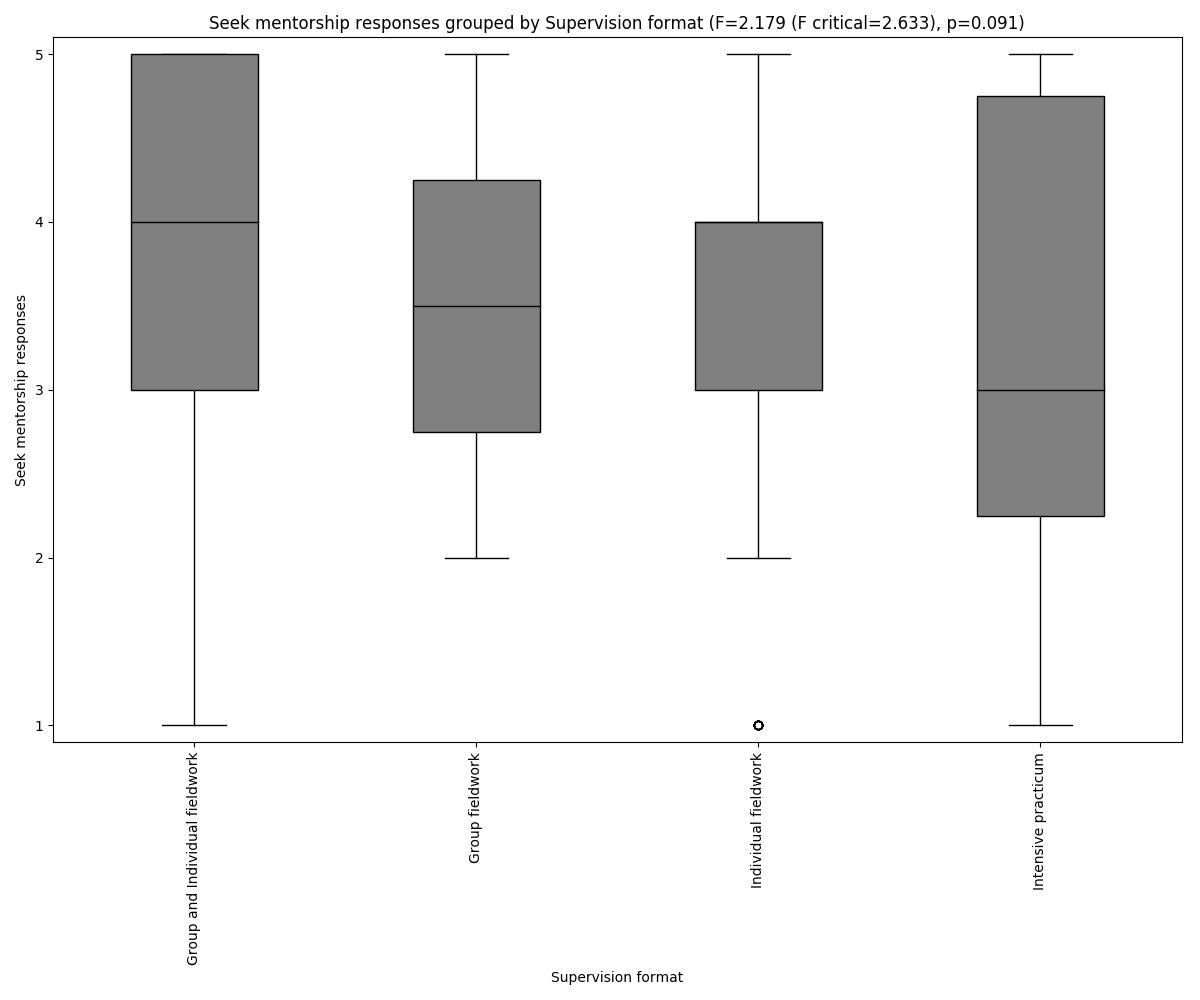 Seek mentorship responses grouped by Supervision format (F=2.179 (F critical=2.633), p=0.091)
Seek mentorship responses
5
4
3
2
1
Group and Individual fieldwork
Group fieldwork
Individual fieldwork
Intensive practicum
Supervision format